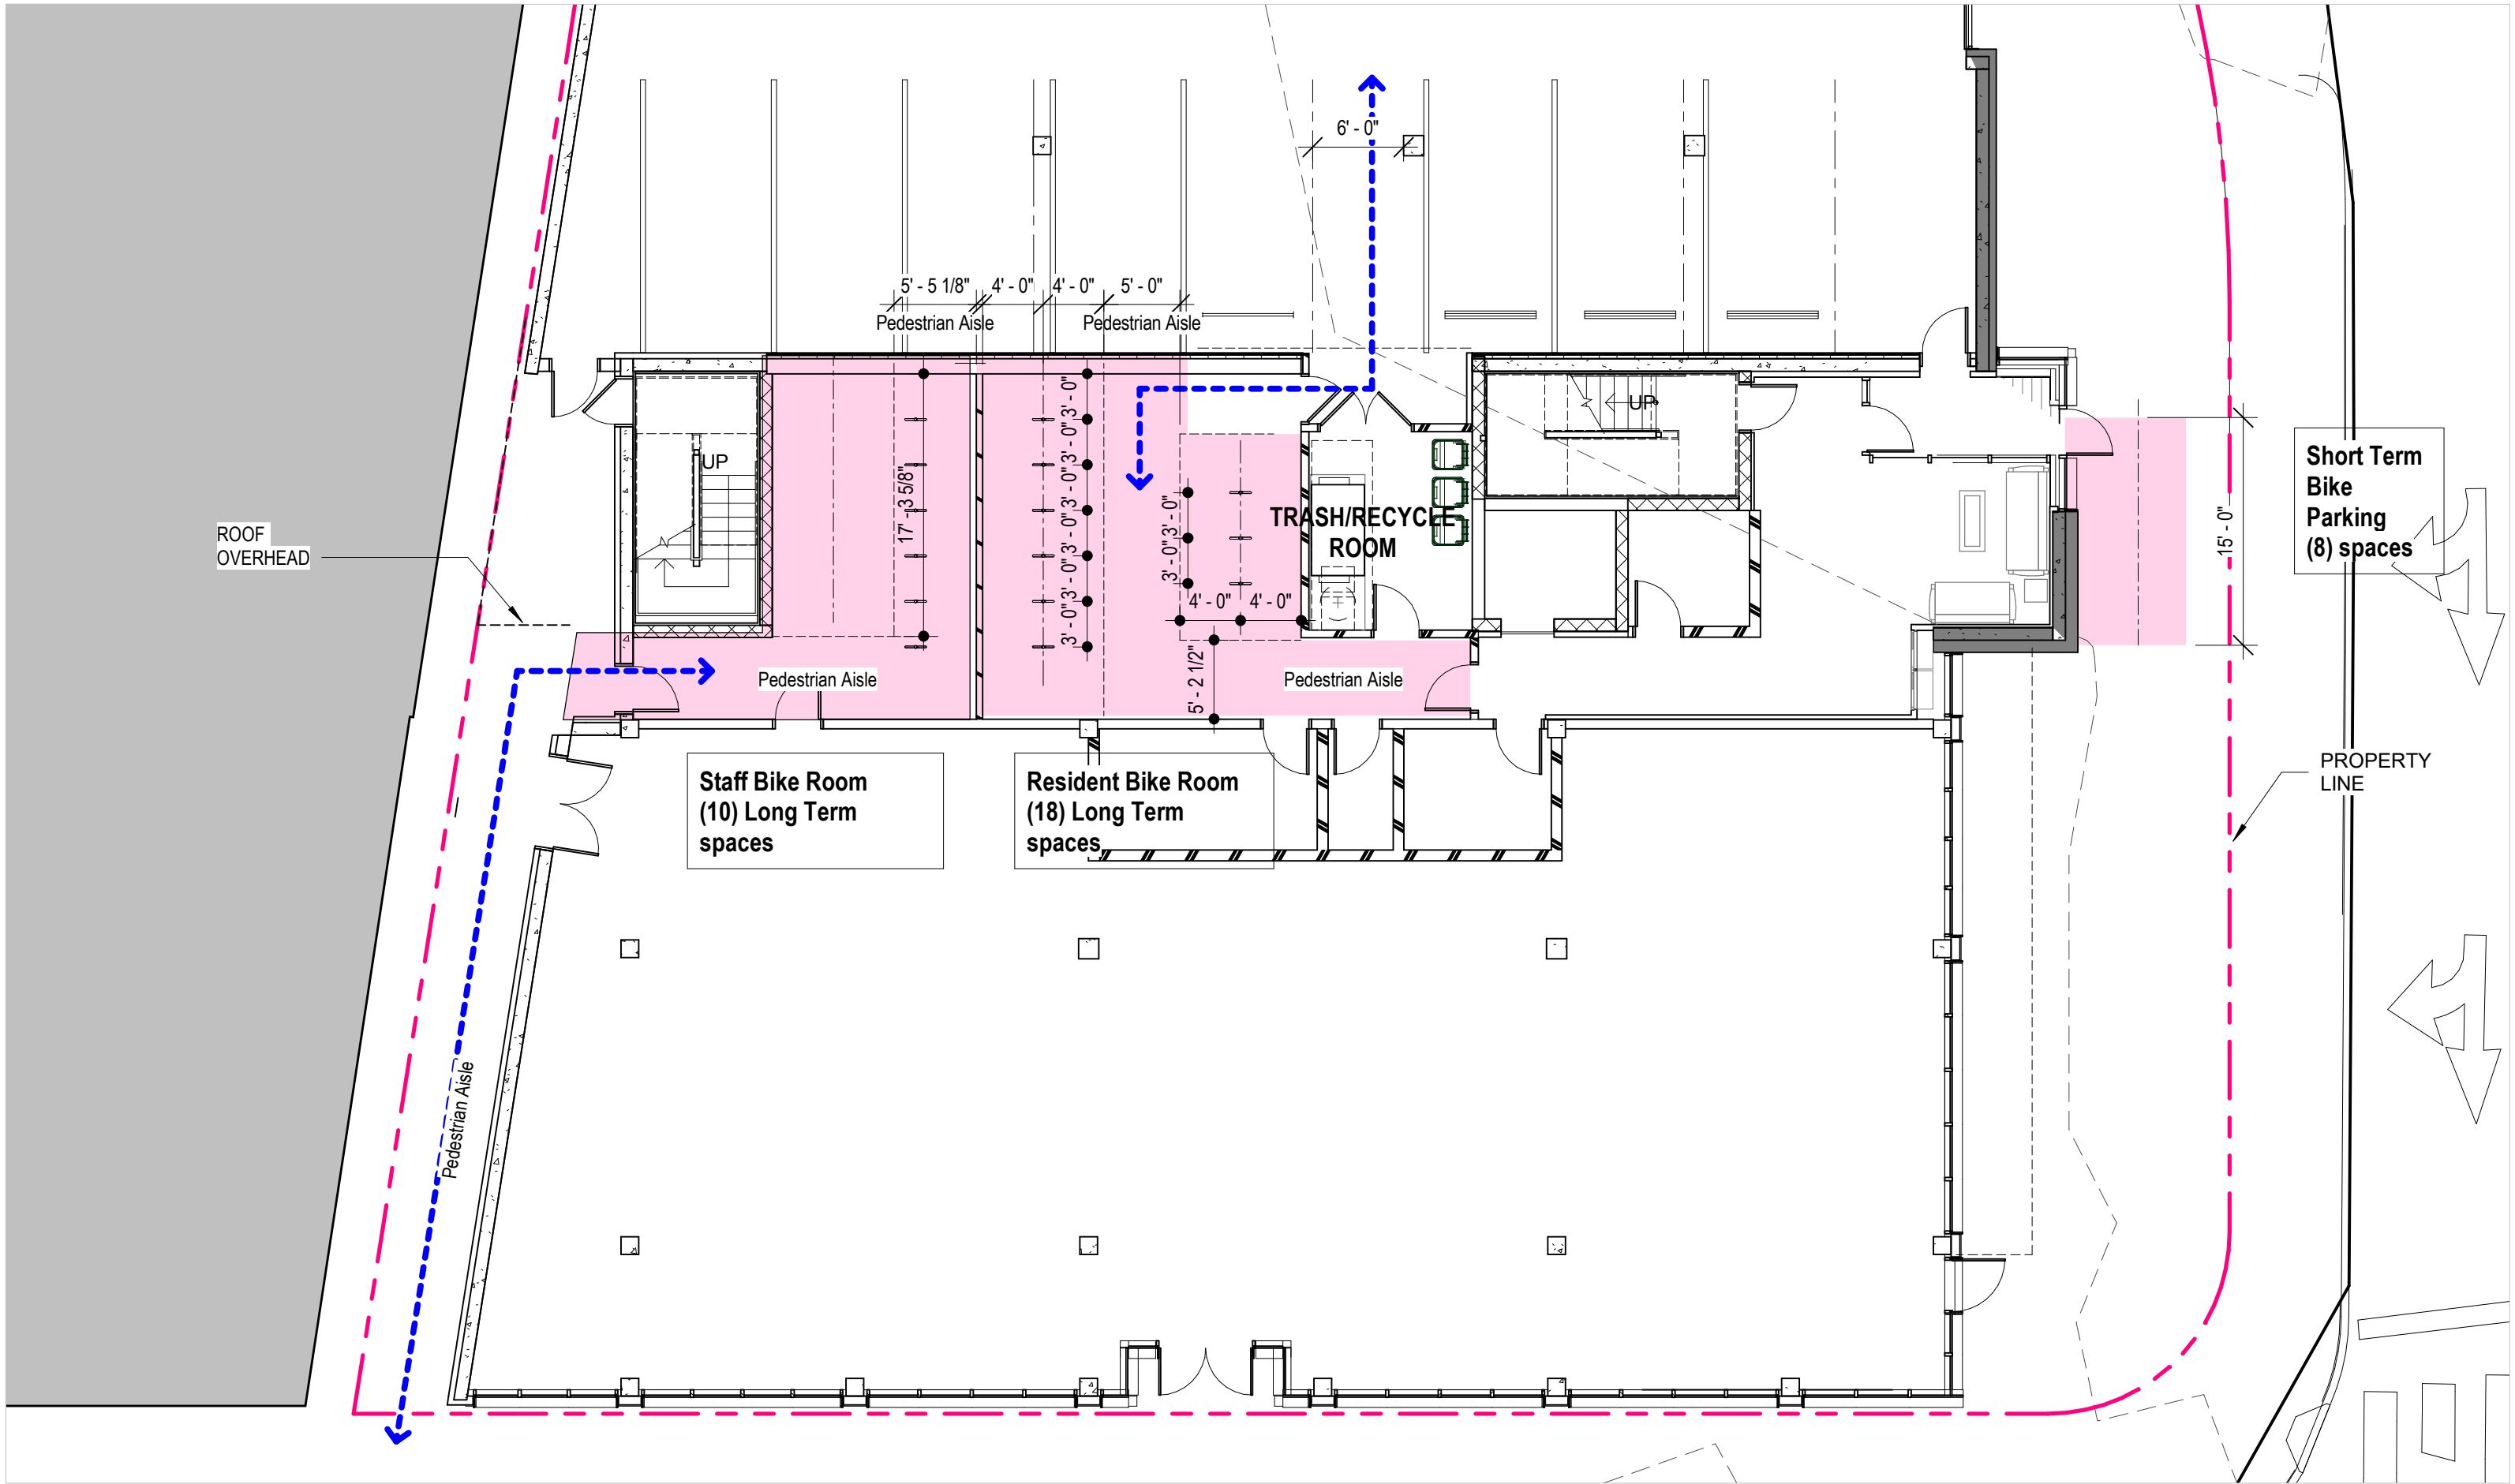 6' - 0"
5' - 5 1/8"
4' - 0"
4' - 0"
5' - 0"
Pedestrian Aisle
Pedestrian Aisle
3' - 0"
3' - 0"
3' - 0"
3' - 0"
3' - 0"
3' - 0"
UP
UP
17' - 3 5/8"
3' - 0"
3' - 0"
TRASH/RECYCLE
ROOM
4' - 0"
4' - 0"
5' - 2 1/2"
Short Term
Bike
Parking
(8) spaces
15' - 0"
ROOF
OVERHEAD
Pedestrian Aisle
Pedestrian Aisle
Staff Bike Room
(10) Long Term
spaces
Resident Bike Room
(18) Long Term
spaces
PROPERTY
LINE
Pedestrian Aisle